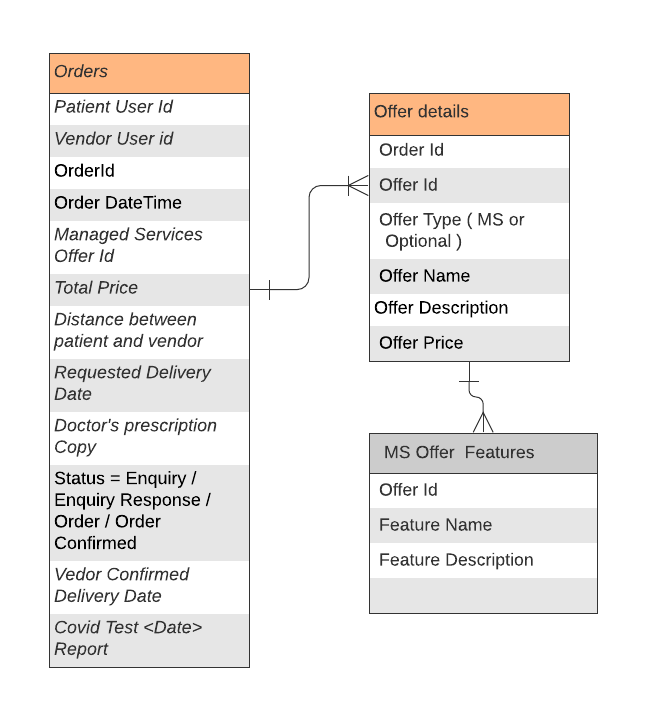 Orders
Patient User Id
Vendor User id
OrderId
Order DateTime
Managed Services
Offer Id
Total Price
Distance between
patient and vendor
Requested Delivery
Date
Doctor's prescription
Copy
Status = Enquiry /
Enquiry Response /
Order / Order
Confirmed
Vedor Confirmed
Delivery Date
Covid Test <Date>
Report
Offer details
Order Id
Offer Id
Offer Type ( MS or
Optional )
Offer Name
Offer Description
Offer Price
MS Offer  Features
Offer Id
Feature Name
Feature Description